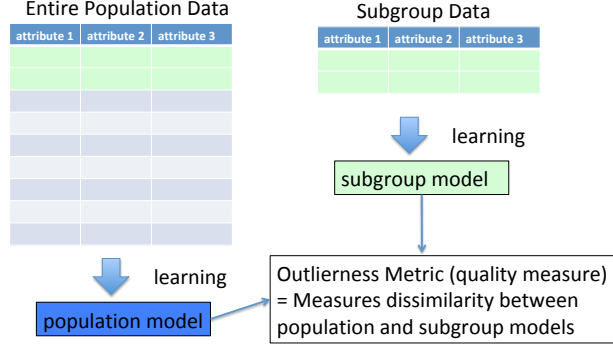 Entire Population Data
attribute 1 attribute 2 attribute 3
Subgroup Data
attribute 1 attribute 2 attribute 3
learning
subgroup model
learning
population model
Outlierness Metric (quality measure)
= Measures dissimilarity between
population and subgroup models